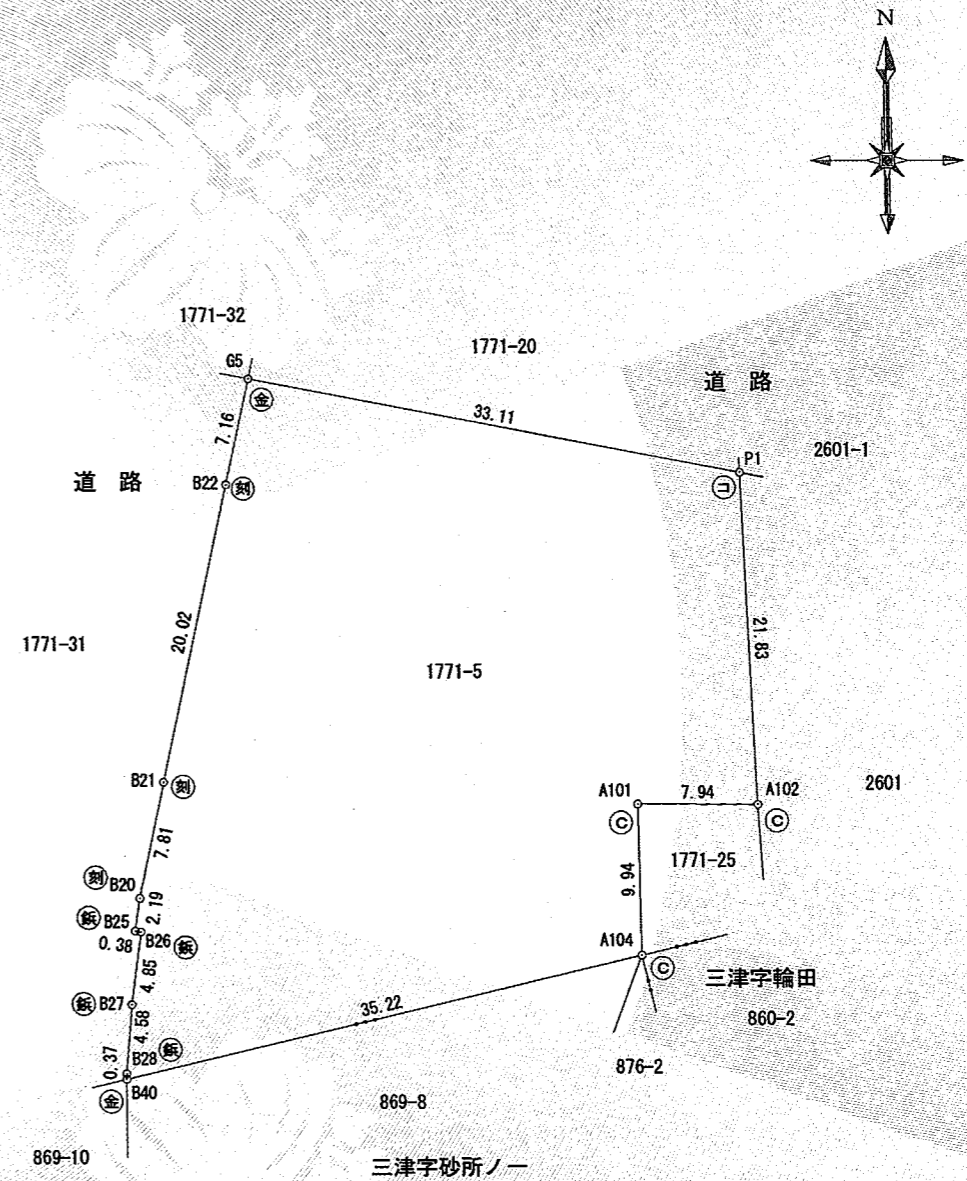 N
1771-32
1771-20
G5
金
道 路
33.11
7.16
2601-1
P1
コ
道 路
B22
刻
20.02
21.83
1771-31
1771-5
B21
刻
A101
7.94
A102
2601
C
C
7.81
1771-25
刻
B20
9.94
2.19
鋲
B25
0.38
B26
鋲
A104
C
4.85
三津字輪田
鋲
B27
35.22
860-2
4.58
鋲
0.37
B28
876-2
B40
金
869-8
869-10
三津字砂所ノ一